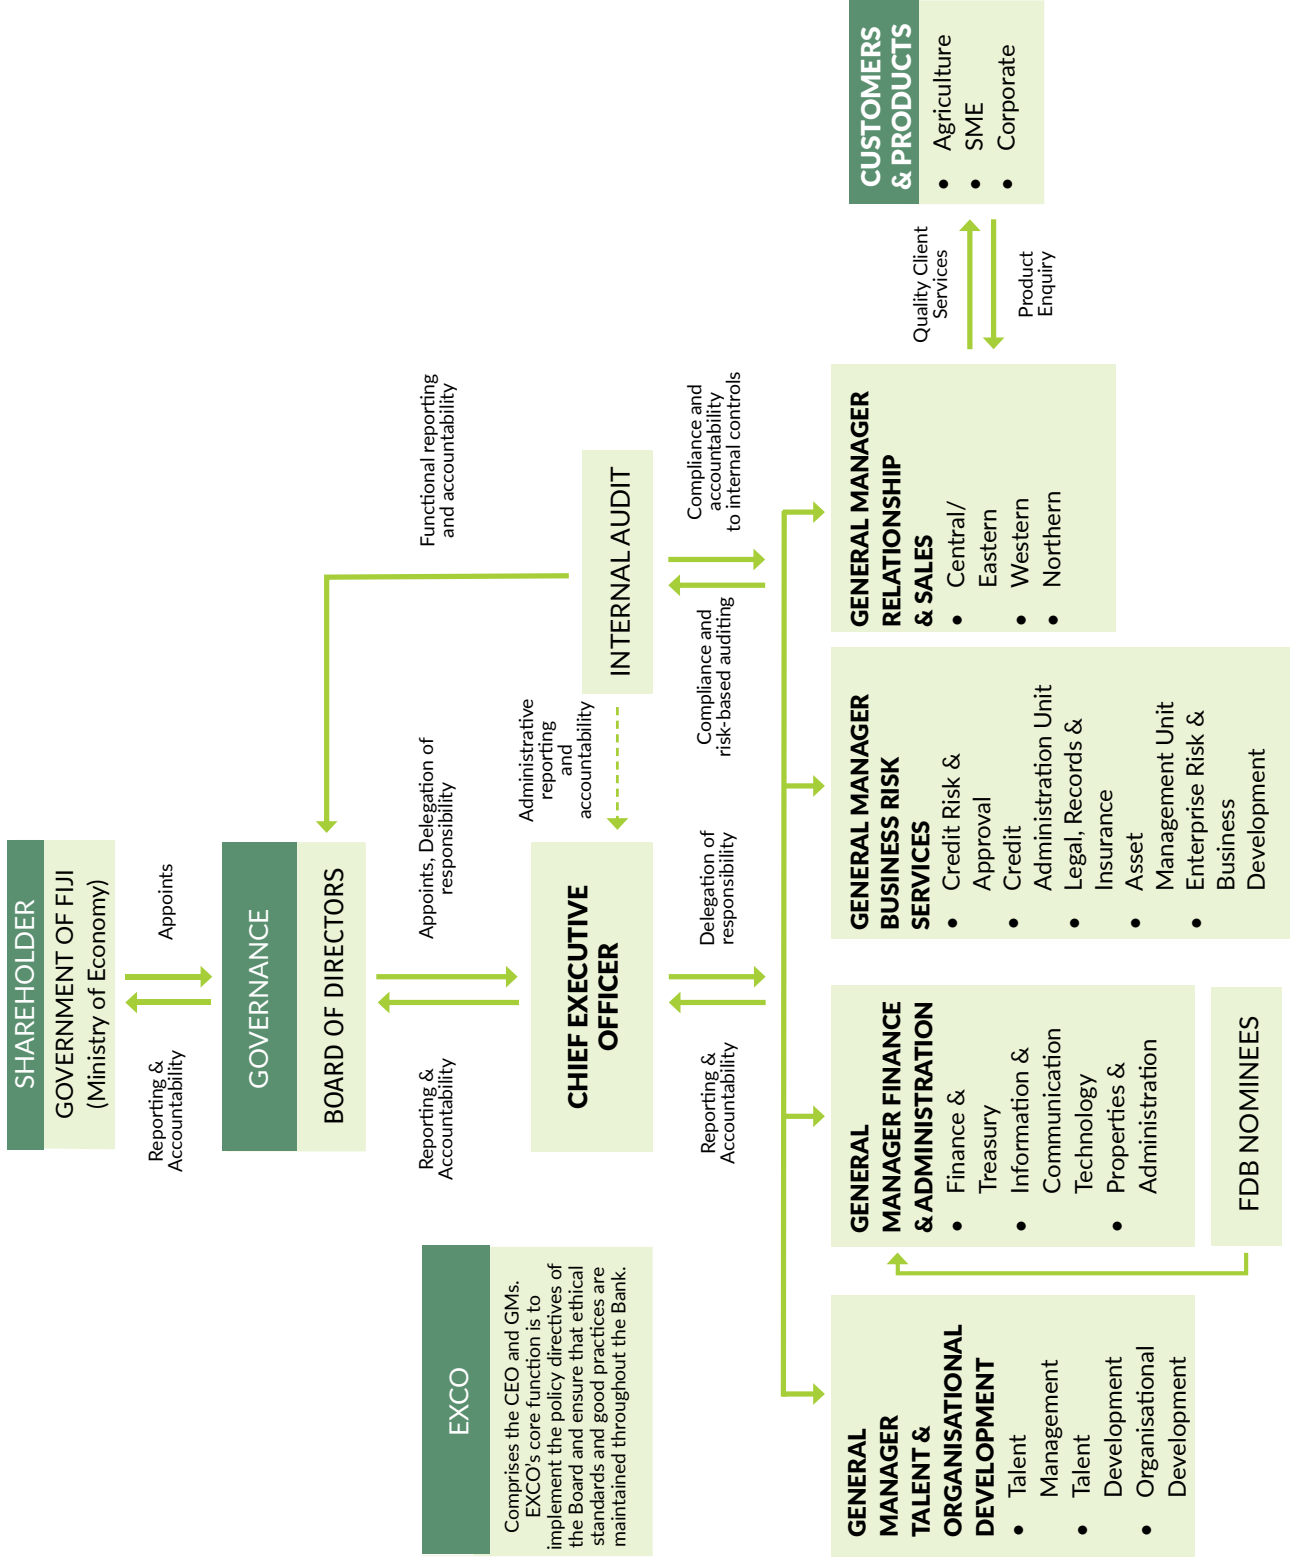 SHAREHOLDER
GOVERNMENT OF FIJI
(Ministry of Economy)
Reporting &
Accountability
Appoints
GOVERNANCE
BOARD OF DIRECTORS
Reporting &
Accountability
Appoints, Delegation of
responsibility
Functional reporting
and accountability
EXCO
Comprises the CEO and GMs.
EXCO's core function is to
implement the policy directives of
the Board and ensure that ethical
standards and good practices are
maintained throughout the Bank.
CHIEF EXECUTIVE
OFFICER
Administrative
reporting
and
accountability
INTERNAL AUDIT
Reporting &
Accountability
Delegation of
responsibility
Compliance and
risk-based auditing
Compliance and
accountability
to internal controls
GENERAL
MANAGER
TALENT &
ORGANISATIONAL
DEVELOPMENT
• Talent
Management
• Talent
Development
• Organisational
Development
GENERAL
MANAGER FINANCE
& ADMINISTRATION
• Finance &
Treasury
• Information &
Communication
Technology
• Properties &
Administration
FDB NOMINEES
GENERAL MANAGER
BUSINESS RISK
SERVICES
• Credit Risk &
Approval
• Credit
Administration Unit
• Legal, Records &
Insurance
• Asset
Management Unit
• Enterprise Risk &
Business
Development
GENERAL MANAGER
RELATIONSHIP
& SALES
• Central/
Eastern
• Western
• Northern
Quality Client
Services
Product
Enquiry
CUSTOMERS
& PRODUCTS
• Agriculture
• SME
• Corporate